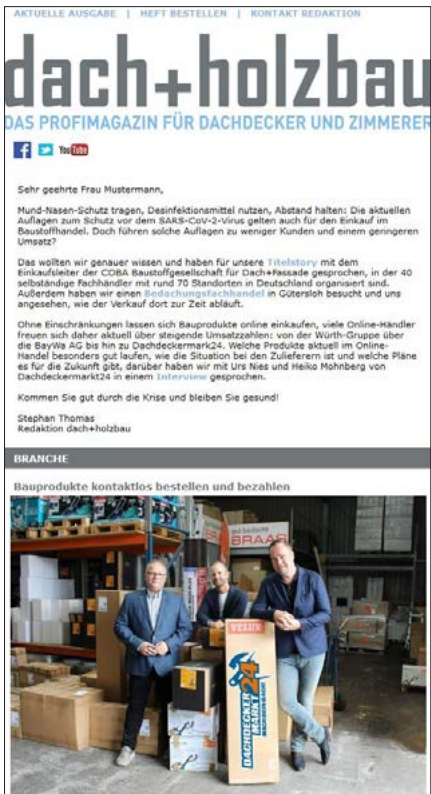 AKTUELLE AUSGABE | HEFT BESTELLEN | KONTAKT REDAKTION
dach+holzbau
DAS PROFIMAGAZIN FÜR DACHDECKER UND ZIMMERER
f You Tube
Sehr geehrte Frau Mustermann,
Mund-Nasen-Schutz tragen, Desinfektionsmittel nutzen, Abstand halten: Die aktuellen
Auflagen zum Schutz vor dem SARS-CoV-2-Virus gelten auch für den Einkauf im
Baustoffhandel. Doch führen solche Auflagen zu weniger Kunden und einem geringeren
Umsatz?
Das wollten wir genauer wissen und haben für unsere Titelstory mit dem
Einkaufsleiter der COBA Baustoffgesellschaft für Dach+Fassade gesprochen, in der 40
selbständige Fachhändler mit rund 70 Standorten in Deutschland organisiert sind.
Außerdem haben wir einen Bedachungsfachhandel in Gütersloh besucht und uns
angesehen, wie der Verkauf dort zur Zeit abläuft.
Ohne Einschränkungen lassen sich Bauprodukte online einkaufen, viele Online-Händler
freuen sich daher aktuell über steigende Umsatzzahlen: von der Würth-Gruppe über
die BayWa AG bis hin zu Dachdeckermark24. Welche Produkte aktuell im Online-
Handel besonders gut laufen, wie die Situation bei den Zulieferern ist und welche Pläne
es für die Zukunft gibt, darüber haben wir mit Urs Nies und Heiko Mohnberg von
Dachdeckermarkt24 in einem Interview gesprochen.
Kommen Sie gut durch die Krise und bleiben Sie gesund!
Stephan Thomas
Redaktion dach+holzbau
BRANCHE
Bauprodukte kontaktlos bestellen und bezahlen
BRAAS
VELUX
DACHDECKER
MARKT 24